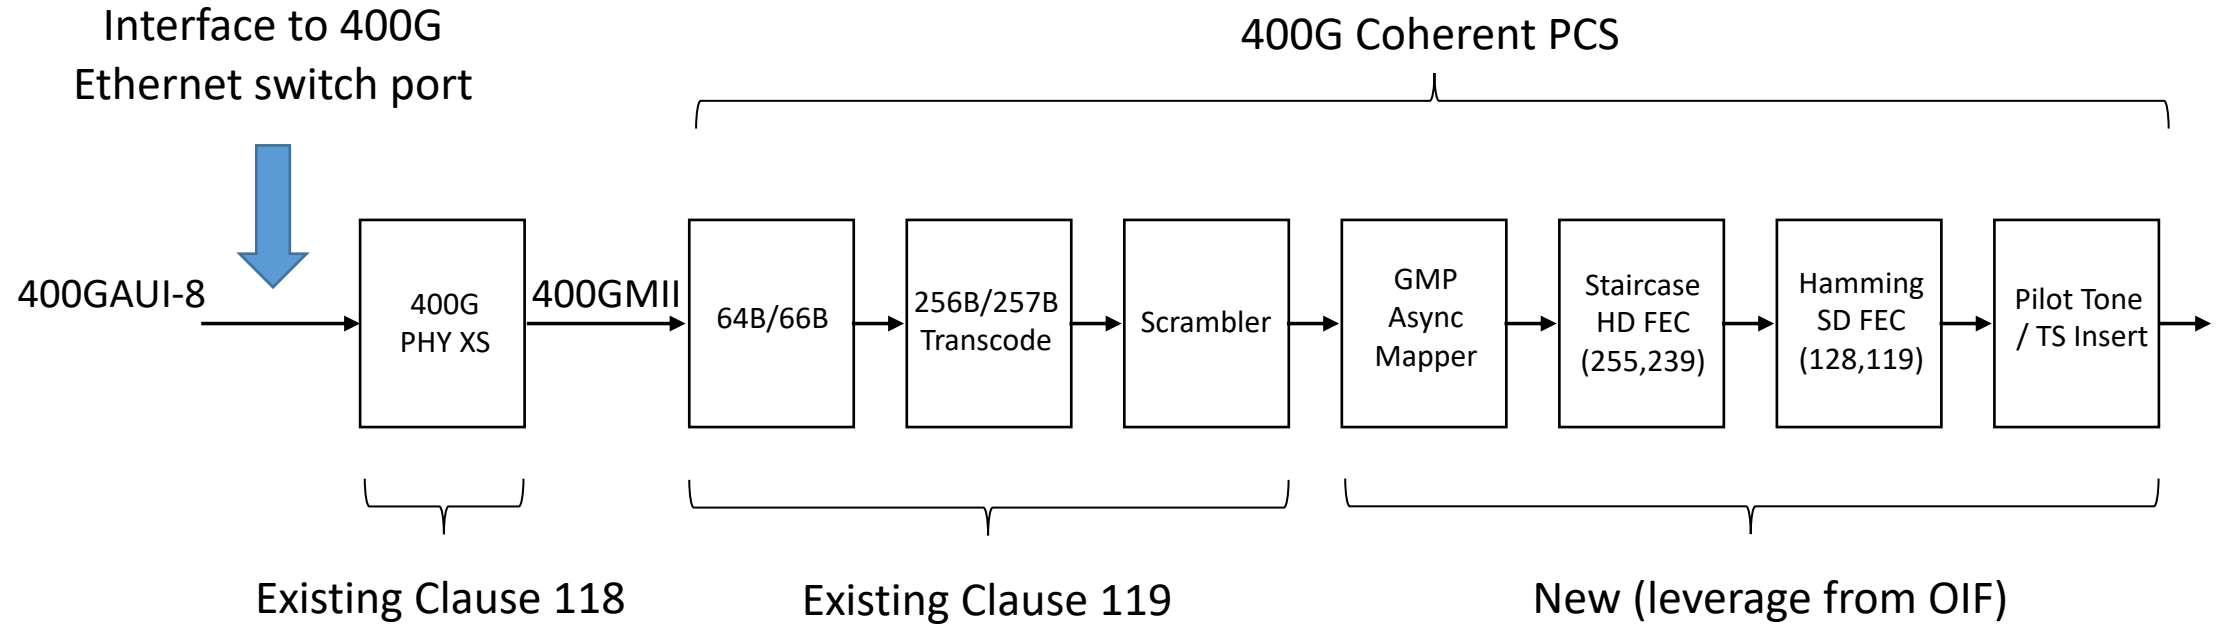 Interface to 400G
Ethernet switch port
400G Coherent PCS
400GAUI-8
400G
PHY XS
400GMII
64B/66B
256B/257B
Transcode
Scrambler
GMP
Async
Mapper
Staircase
HD FEC
(255,239)
Hamming
SD FEC
(128,119)
Pilot Tone
/ TS Insert
Existing Clause 118
Existing Clause 119
New (leverage from OIF)